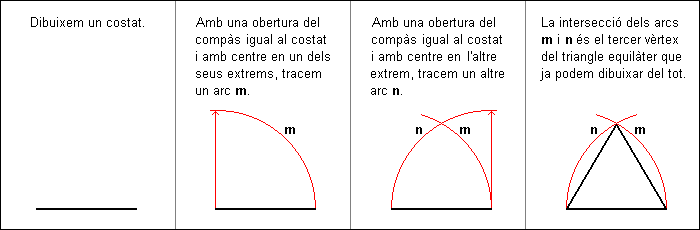 Dibuixem un costat.
Amb una obertura del
compàs igual al costat
i amb centre en un dels
seus extrems, tracem
un arc m.
m
Amb una obertura del
compàs igual al costat
i amb centre en l'altre
extrem, tracem un altre
arc n.
n
m
La intersecció dels arcs
m i n és el tercer vèrtex
del triangle equilàter que
ja podem dibuixar del tot.
n
m